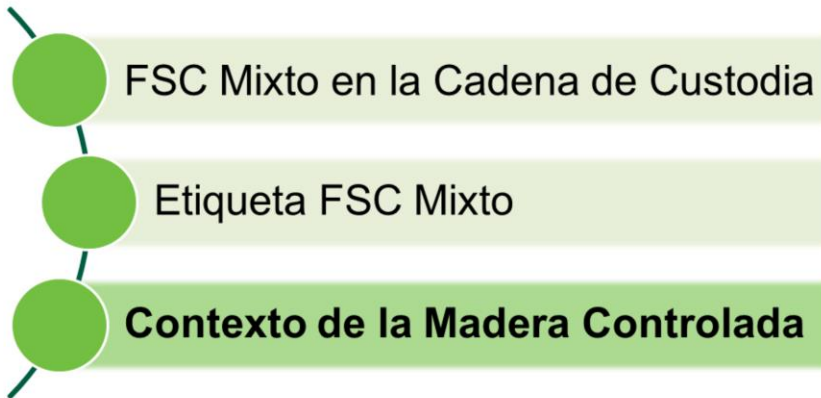 FSC Mixto en la Cadena de Custodia
Etiqueta FSC Mixto
Contexto de la Madera Controlada